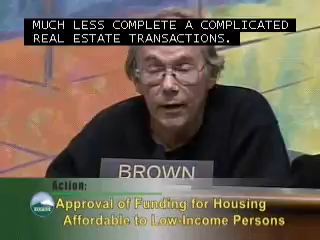 MUCH LESS COMPLETE A COMPLICATED
REAL ESTATE TRANSACTIONS.
BROWN
Action:
Approval of Funding for Housing
Affordable to Low-Income Persons